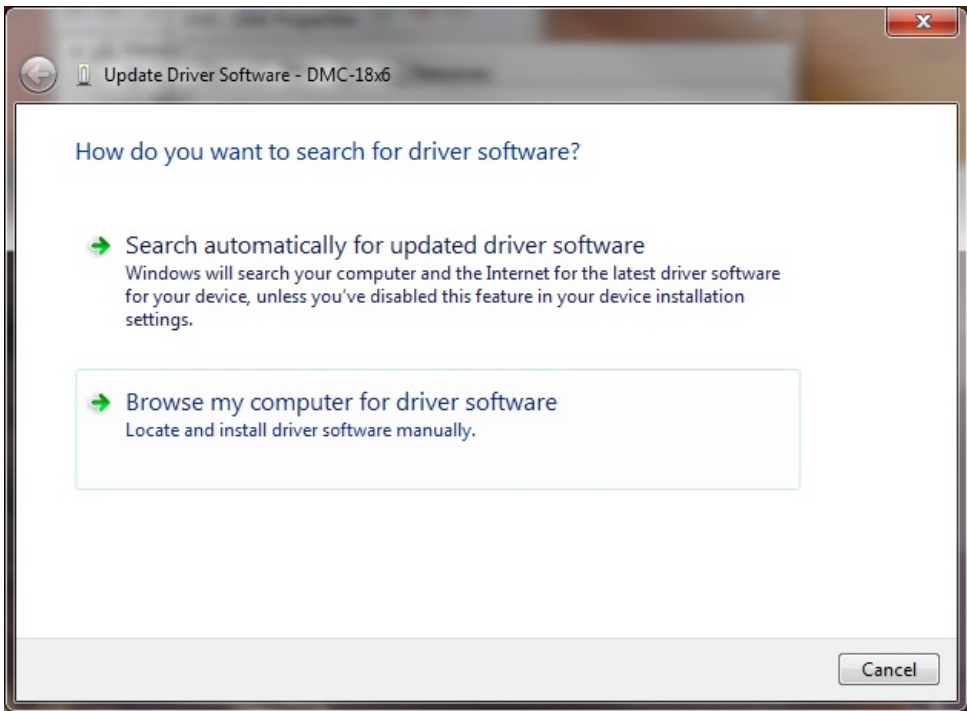 Update Driver Software - DMC-18x6
How do you want to search for driver software?
Search automatically for updated driver software
Windows will search your computer and the Internet for the latest driver software
for your device, unless you've disabled this feature in your device installation
settings.
Browse my computer for driver software
Locate and install driver software manually.
Cancel